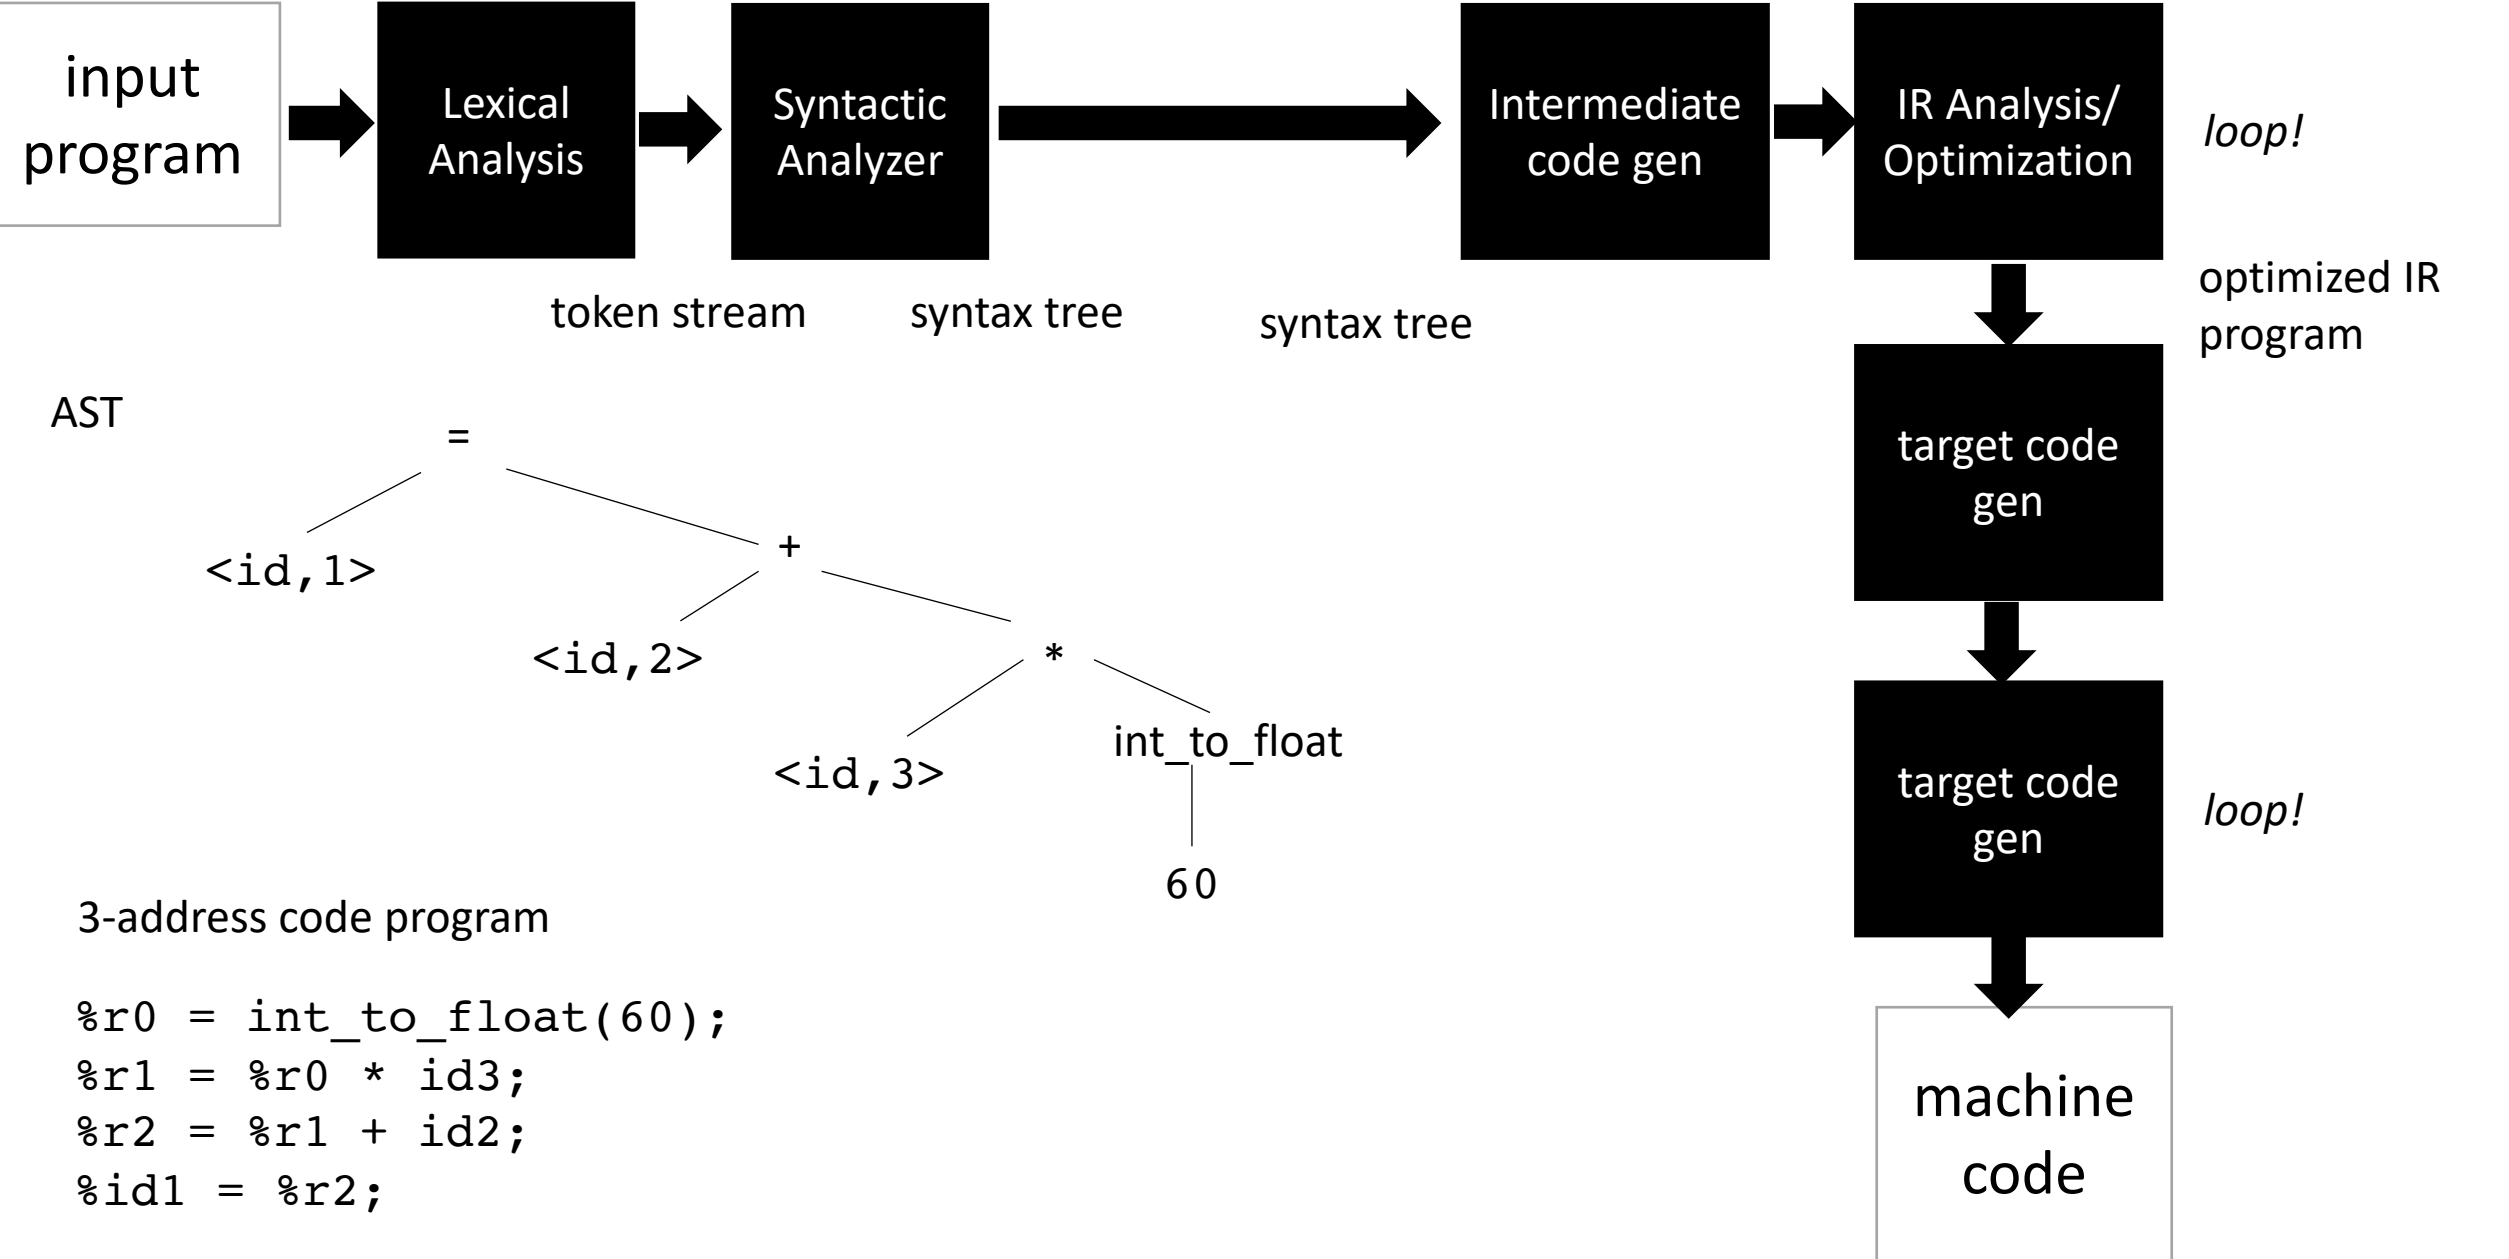 input
program
Lexical
Analysis
Syntactic
Analyzer
Intermediate
code gen
IR Analysis/
Optimization
loop!
token stream
syntax tree
syntax tree
optimized IR
program
target code
gen
target code
gen
loop!
machine
code
AST
=
<id,1>
+
<id,2>
*
<id,3>
int_to_float
60
3-address code program
%r0 = int_to_float(60);
%r1 = %r0 * id3;
%r2 = %r1 + id2;
%id1 = %r2;